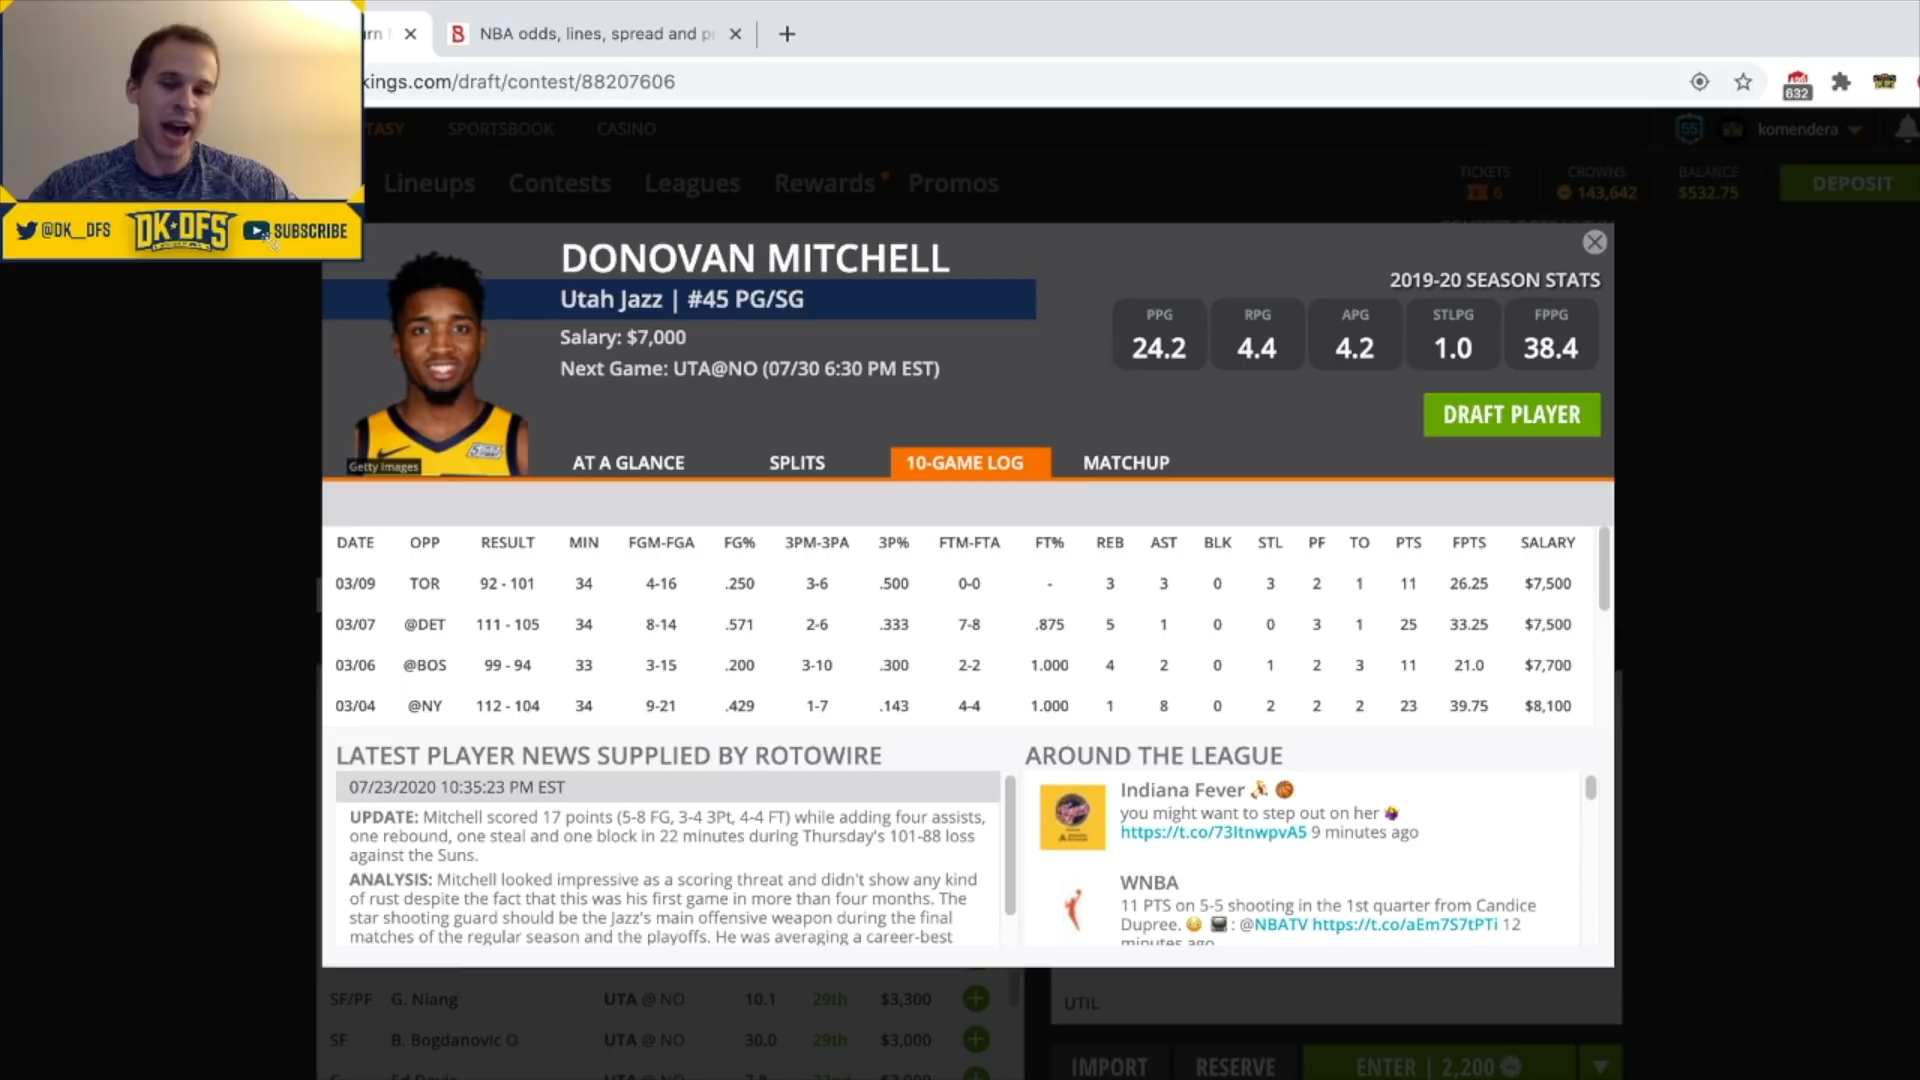 NBA odds, lines, spread and p
kings.com/draft/contest/88207606
632
@DK__DFS
DK DFS
SUBSCRIBE
TASY
SPORTSBOOK
CASINO
55
komendera
Lineups
Contests
Leagues
Rewards
Promos
TICKETS
6
CROWNS
143,642
BALANCE
$532.75
DEPOSIT
DONOVAN MITCHELL
Utah Jazz | #45 PG/SG
Salary: $7,000
Next Game: UTA@NO (07/30 6:30 PM EST)
Getty Images
2019-20 SEASON STATS
PPG RPG APG STLPG FPPG
24.2 4.4 4.2 1.0 38.4
DRAFT PLAYER
AT A GLANCE SPLITS 10-GAME LOG MATCHUP
DATE OPP RESULT MIN FGM-FGA FG% 3PM-3PA 3P% FTM-FTA FT% REB AST BLK STL PF TO PTS FPTS SALARY
03/09 TOR 92 - 101 34 4-16 .250 3-6 .500 0-0 - 3 3 0 3 2 1 11 26.25 $7,500
03/07 @DET 111 - 105 34 8-14 .571 2-6 .333 7-8 .875 5 1 0 0 3 1 25 33.25 $7,500
03/06 @BOS 99 - 94 33 3-15 .200 3-10 .300 2-2 1.000 4 2 0 1 2 3 11 21.0 $7,700
03/04 @NY 112 - 104 34 9-21 .429 1-7 .143 4-4 1.000 1 8 0 2 2 2 23 39.75 $8,100
LATEST PLAYER NEWS SUPPLIED BY ROTOWIRE
07/23/2020 10:35:23 PM EST
UPDATE: Mitchell scored 17 points (5-8 FG, 3-4 3Pt, 4-4 FT) while adding four assists,
one rebound, one steal and one block in 22 minutes during Thursday's 101-88 loss
against the Suns.
ANALYSIS: Mitchell looked impressive as a scoring threat and didn't show any kind
of rust despite the fact that this was his first game in more than four months. The
star shooting guard should be the Jazz's main offensive weapon during the final
matches of the regular season and the playoffs. He was averaging a career-best
AROUND THE LEAGUE
Indiana Fever
you might want to step out on her
https://t.co/73ltnwpvA5 9 minutes ago
WNBA
11 PTS on 5-5 shooting in the 1st quarter from Candice
Dupree. : @NBATV https://t.co/aEm7S7tPTi 12
minutes ago
SF/PF G. Niang UTA @ NO 10.1 29th $3,300
SF B. Bogdanovic O UTA @ NO 30.0 29th $3,000
UTIL
IMPORT RESERVE ENTER | 2,200